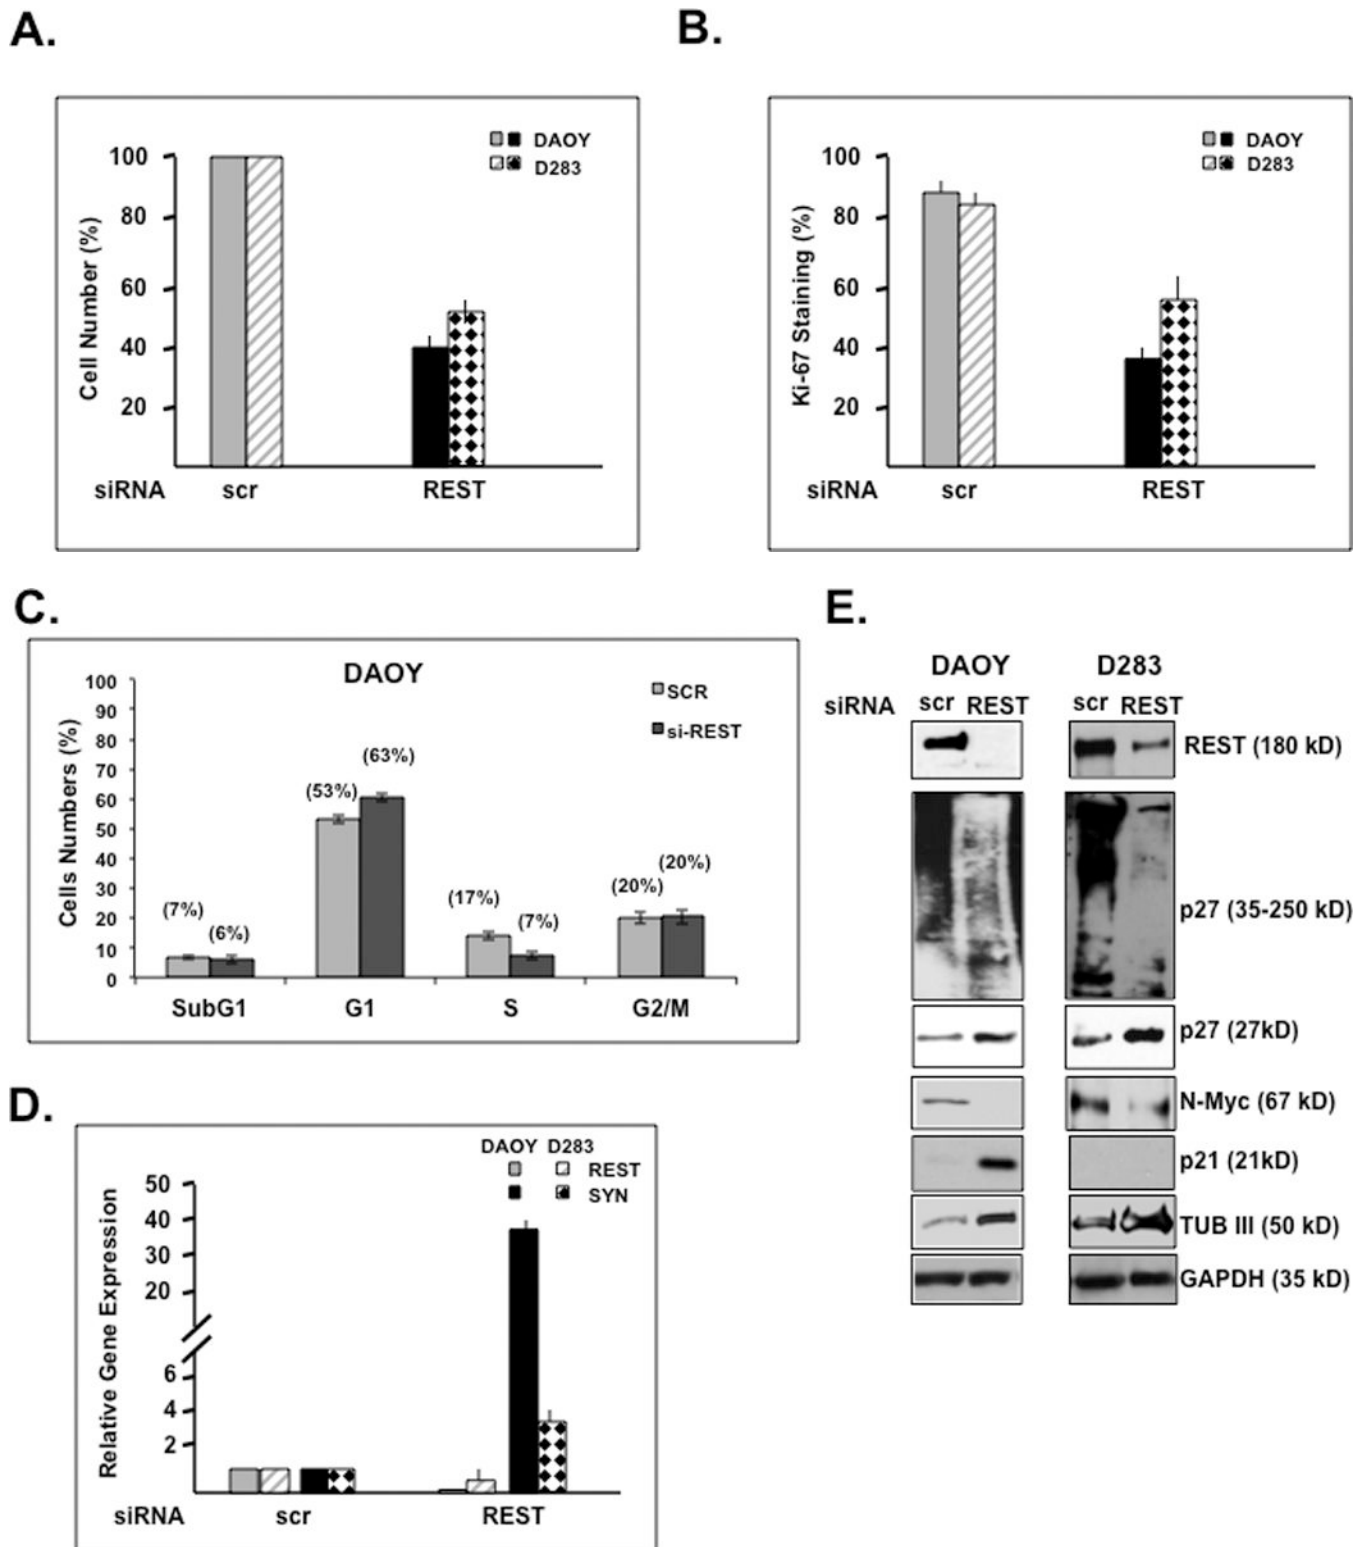 A.
DAOY
D283
100
80
60
40
20
Cell Number (%)
siRNA scr REST
B.
DAOY
D283
100
80
60
40
20
Ki-67 Staining (%)
siRNA scr REST
C.
DAOY
SCR
si-REST
100
90
80
70
60
50
40
30
20
10
0
Cells Numbers (%)
(7%)
(6%)
(53%)
(63%)
(17%)
(7%)
(20%)
(20%)
SubG1 G1 S G2/M
D.
DAOY D283
REST
SYN
50
40
30
20
6
4
2
Relative Gene Expression
siRNA scr REST
E.
DAOY D283
siRNA scr REST scr REST
REST (180 kD)
p27 (35-250 kD)
p27 (27kD)
N-Myc (67 kD)
p21 (21kD)
TUB III (50 kD)
GAPDH (35 kD)